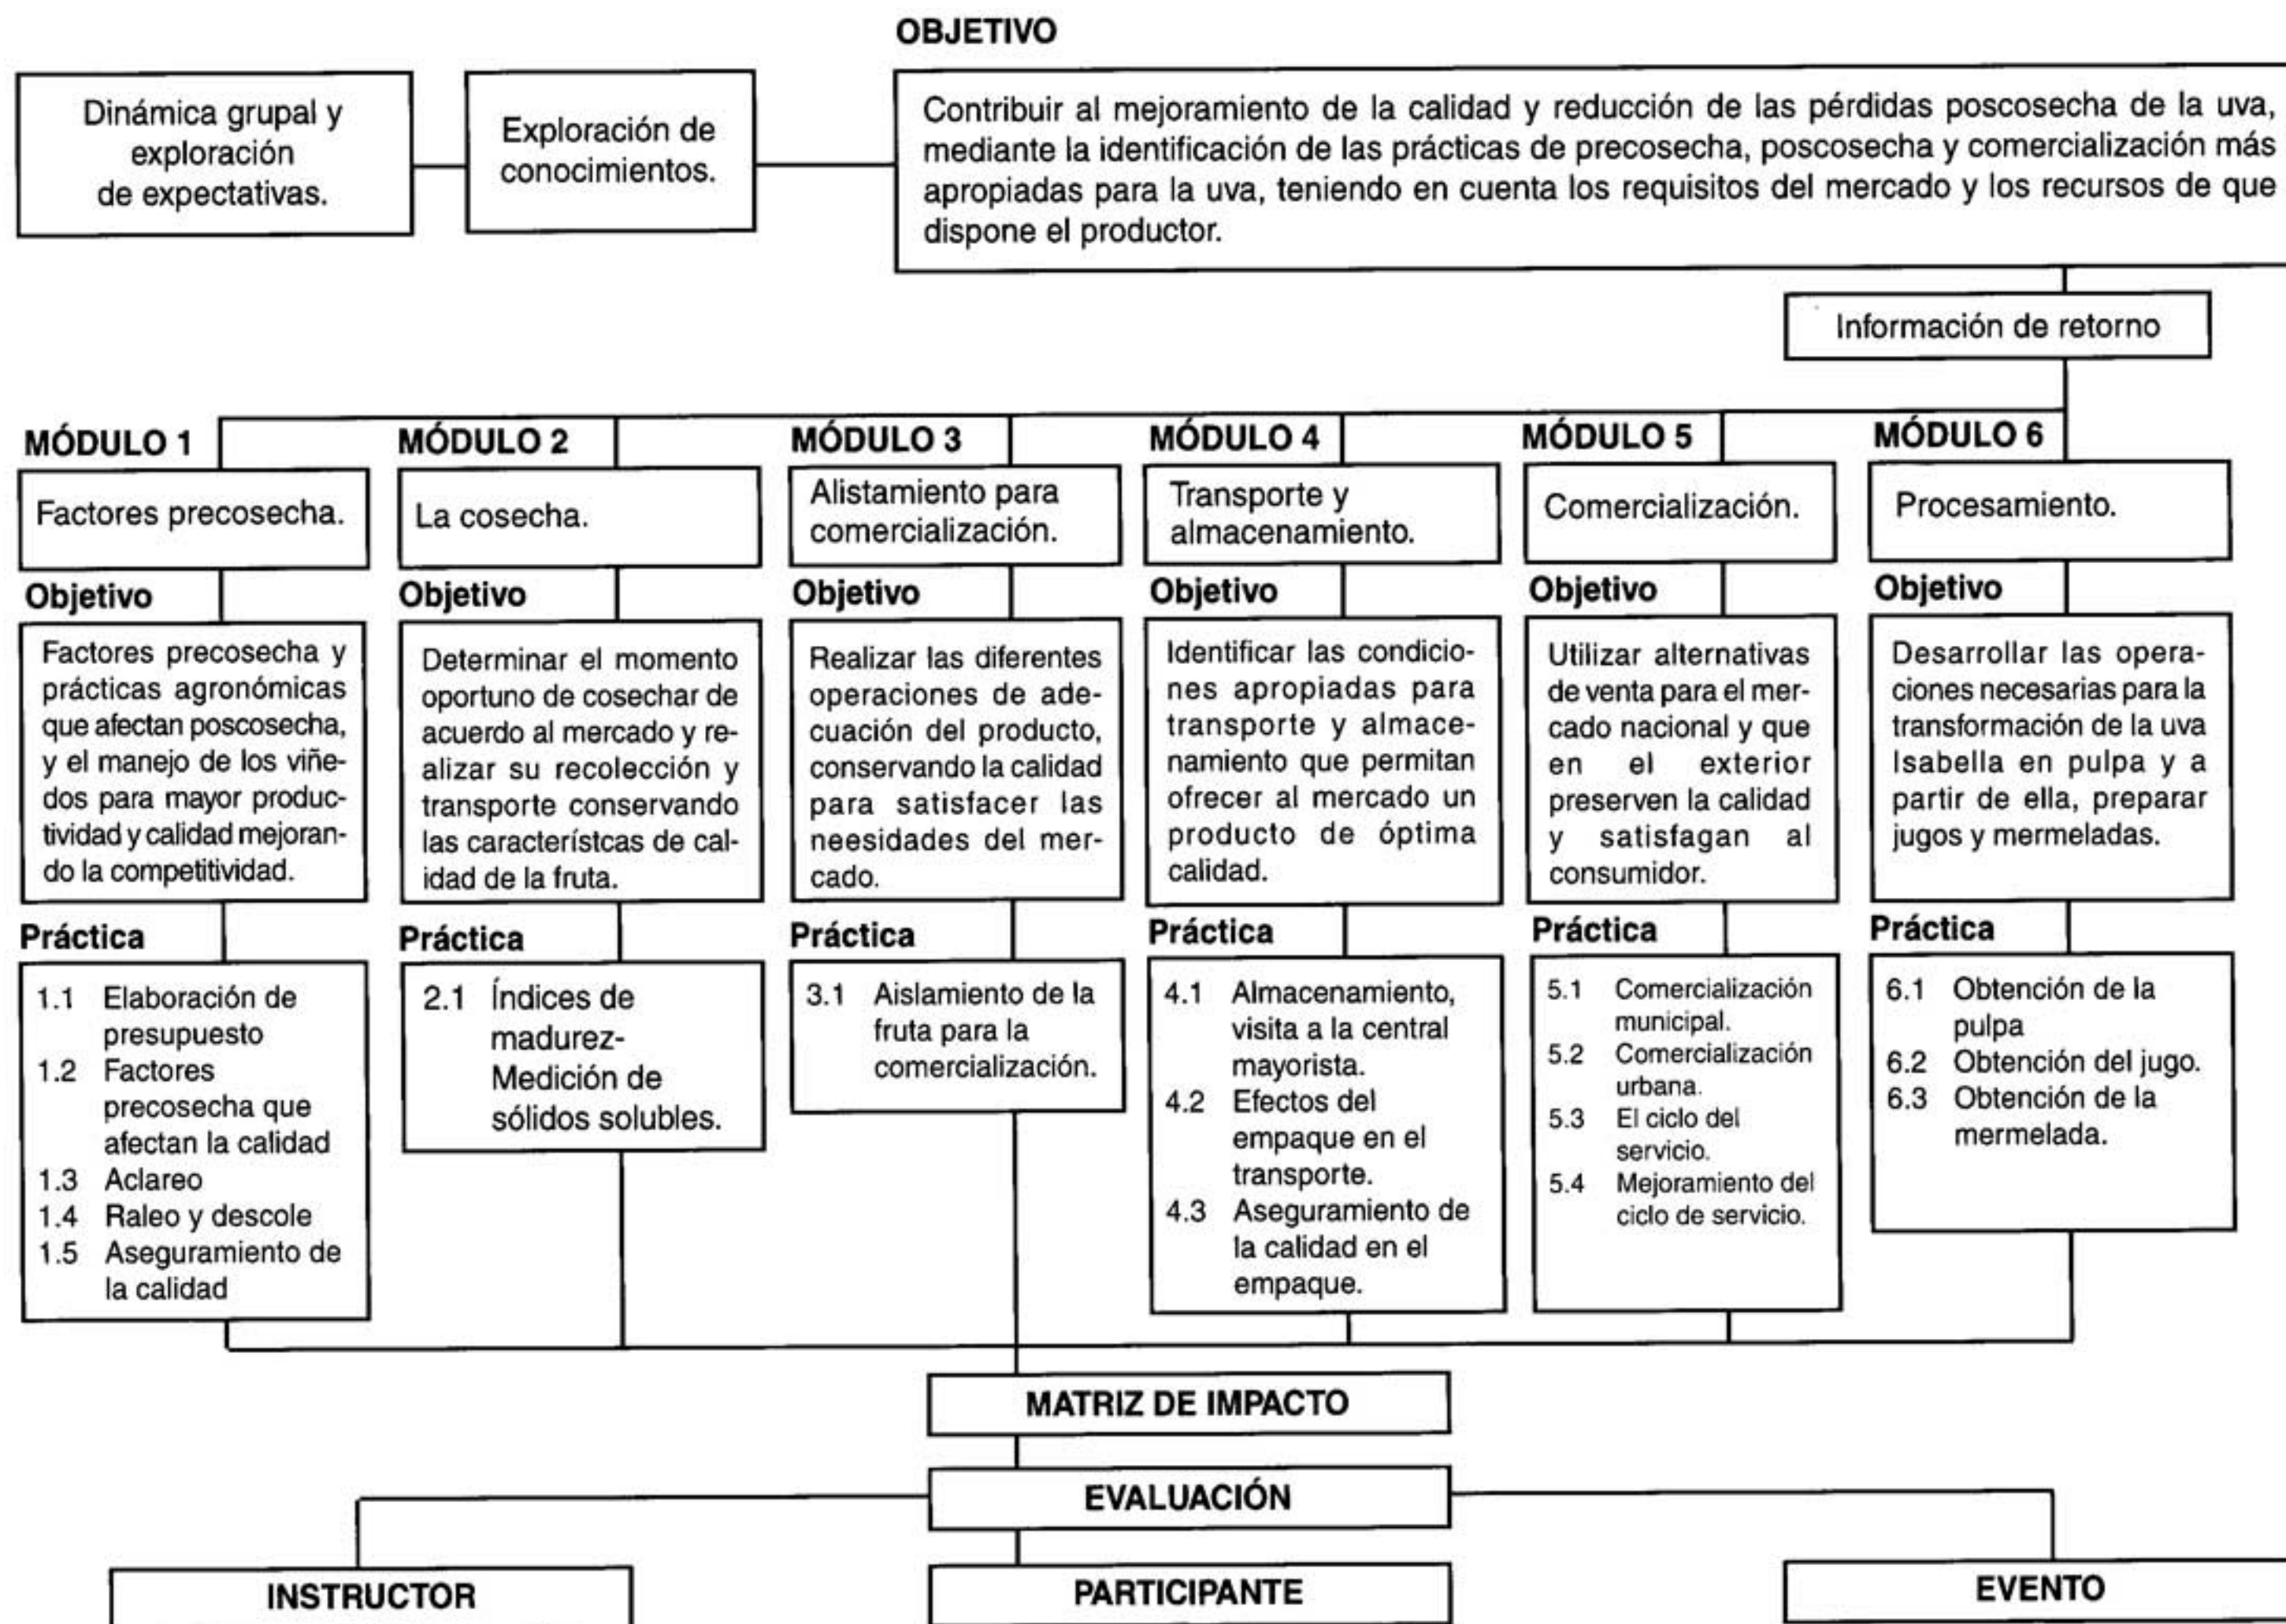 OBJETIVO
Dinámica grupal y
exploración
de expectativas.
Exploración de
conocimientos.
Contribuir al mejoramiento de la calidad y reducción de las pérdidas poscosecha de la uva,
mediante la identificación de las prácticas de precosecha, poscosecha y comercialización más
apropiadas para la uva, teniendo en cuenta los requisitos del mercado y los recursos de que
dispone el productor.
Información de retorno
MÓDULO 1
Factores precosecha.
Objetivo
Factores precosecha y
prácticas agronómicas
que afectan poscosecha,
y el manejo de los viñe-
dos para mayor produc-
tividad y calidad mejoran-
do la competitividad.
Práctica
1.1 Elaboración de
presupuesto
1.2 Factores
precosecha que
afectan la calidad
1.3 Aclareo
1.4 Raleo y descole
1.5 Aseguramiento de
la calidad
MÓDULO 2
La cosecha.
Objetivo
Determinar el momento
oportuno de cosechar de
acuerdo al mercado y re-
alizar su recolección y
transporte conservando
las característcas de cal-
idad de la fruta.
Práctica
2.1 Índices de
madurez-
Medición de
sólidos solubles.
MÓDULO 3
Alistamiento para
comercialización.
Objetivo
Realizar las diferentes
operaciones de ade-
cuación del producto,
conservando la calidad
para satisfacer las
neesidades del mer-
cado.
Práctica
3.1 Aislamiento de la
fruta para la
comercialización.
MÓDULO 4
Transporte y
almacenamiento.
Objetivo
Identificar las condicio-
nes apropiadas para
transporte y almace-
namiento que permitan
ofrecer al mercado un
producto de óptima
calidad.
Práctica
4.1 Almacenamiento,
visita a la central
mayorista.
4.2 Efectos del
empaque en el
transporte.
4.3 Aseguramiento de
la calidad en el
empaque.
MÓDULO 5
Comercialización.
Objetivo
Utilizar alternativas
de venta para el mer-
cado nacional y que
en el exterior
preserven la calidad
y satisfagan al
consumidor.
Práctica
5.1 Comercialización
municipal.
5.2 Comercialización
urbana.
5.3 El ciclo del
servicio.
5.4 Mejoramiento del
ciclo de servicio.
MÓDULO 6
Procesamiento.
Objetivo
Desarrollar las opera-
ciones necesarias para la
transformación de la uva
Isabella en pulpa y a
partir de ella, preparar
jugos y mermeladas.
Práctica
6.1 Obtención de la
pulpa
6.2 Obtención del jugo.
6.3 Obtención de la
mermelada.
MATRIZ DE IMPACTO
EVALUACIÓN
INSTRUCTOR
PARTICIPANTE
EVENTO